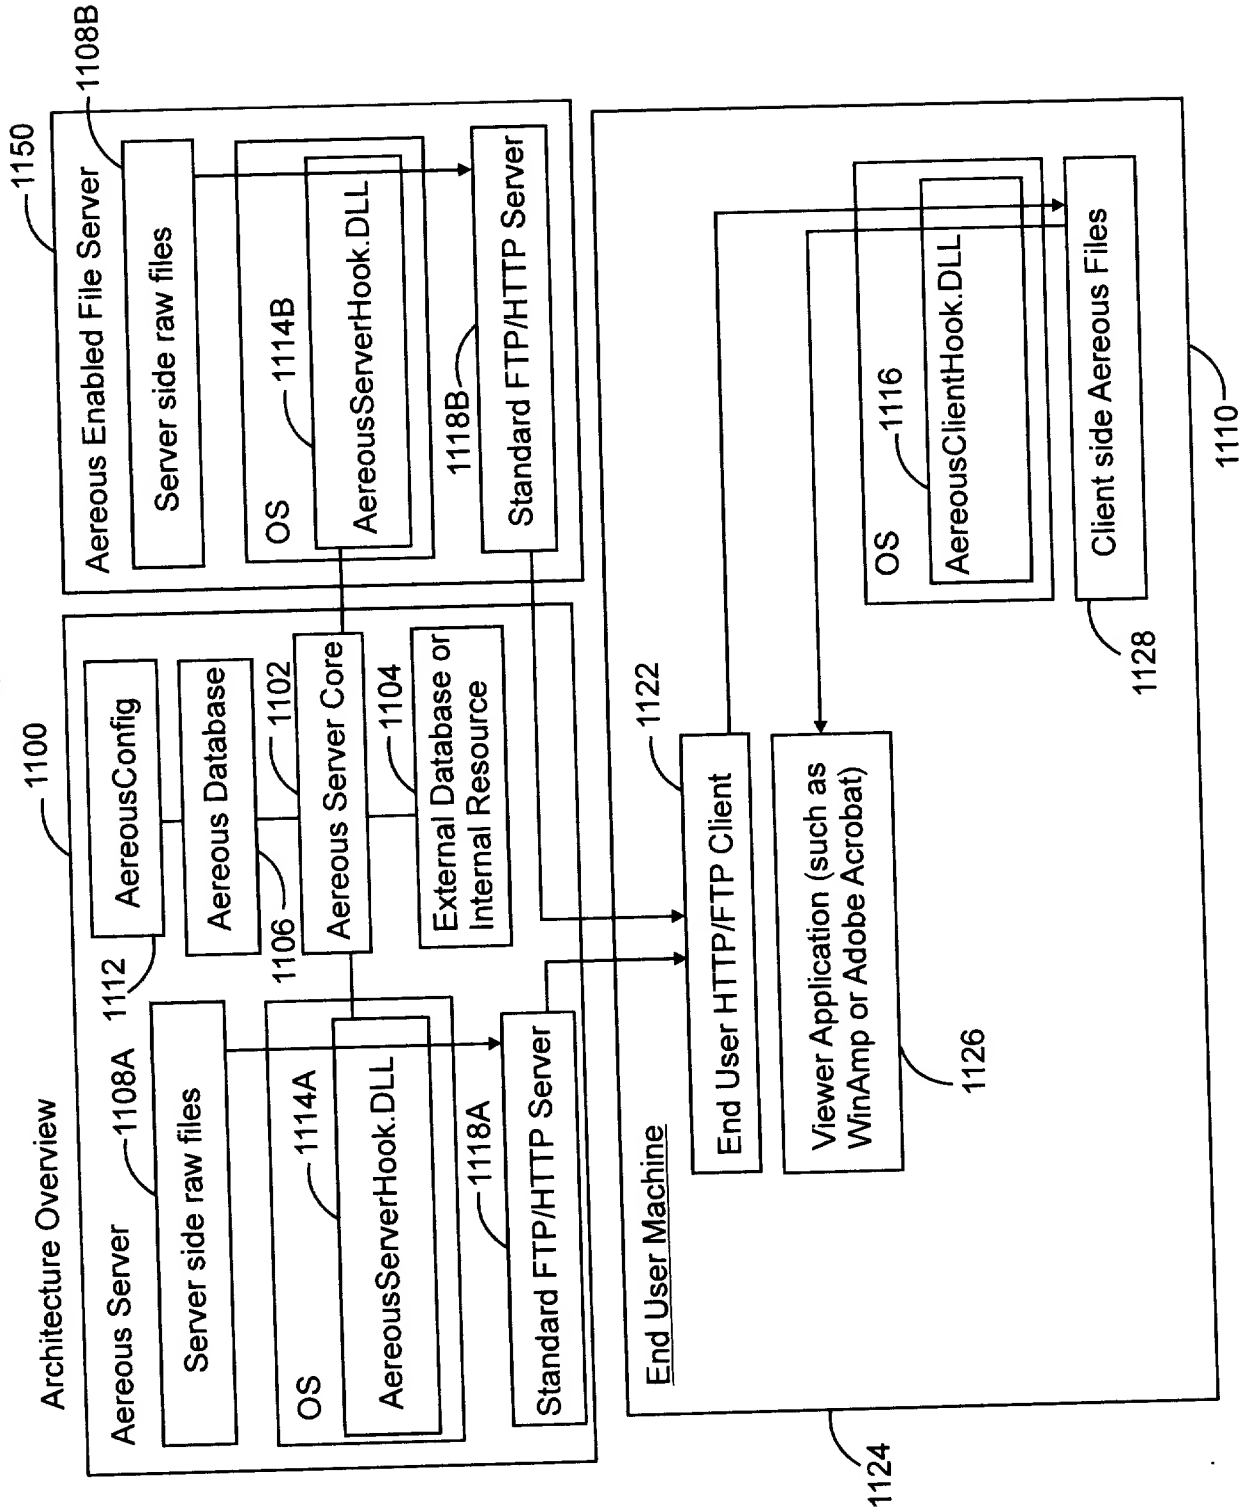 Architecture Overview
1100
1150
Aereous Server
1108A
Server side raw files
1112
AereousConfig
Aereous Database
1106
1102
Aereous Server Core
1104
External Database or
Internal Resource
OS
1114A
AereousServerHook.DLL
1118A
Standard FTP/HTTP Server
Aereous Enabled File Server
1108B
Server side raw files
OS
1114B
AereousServerHook.DLL
1118B
Standard FTP/HTTP Server
End User Machine
1122
End User HTTP/FTP Client
Viewer Application (such as
WinAmp or Adobe Acrobat)
1126
OS
1116
AereousClientHook.DLL
Client side Aereous Files
1128
1124
1110